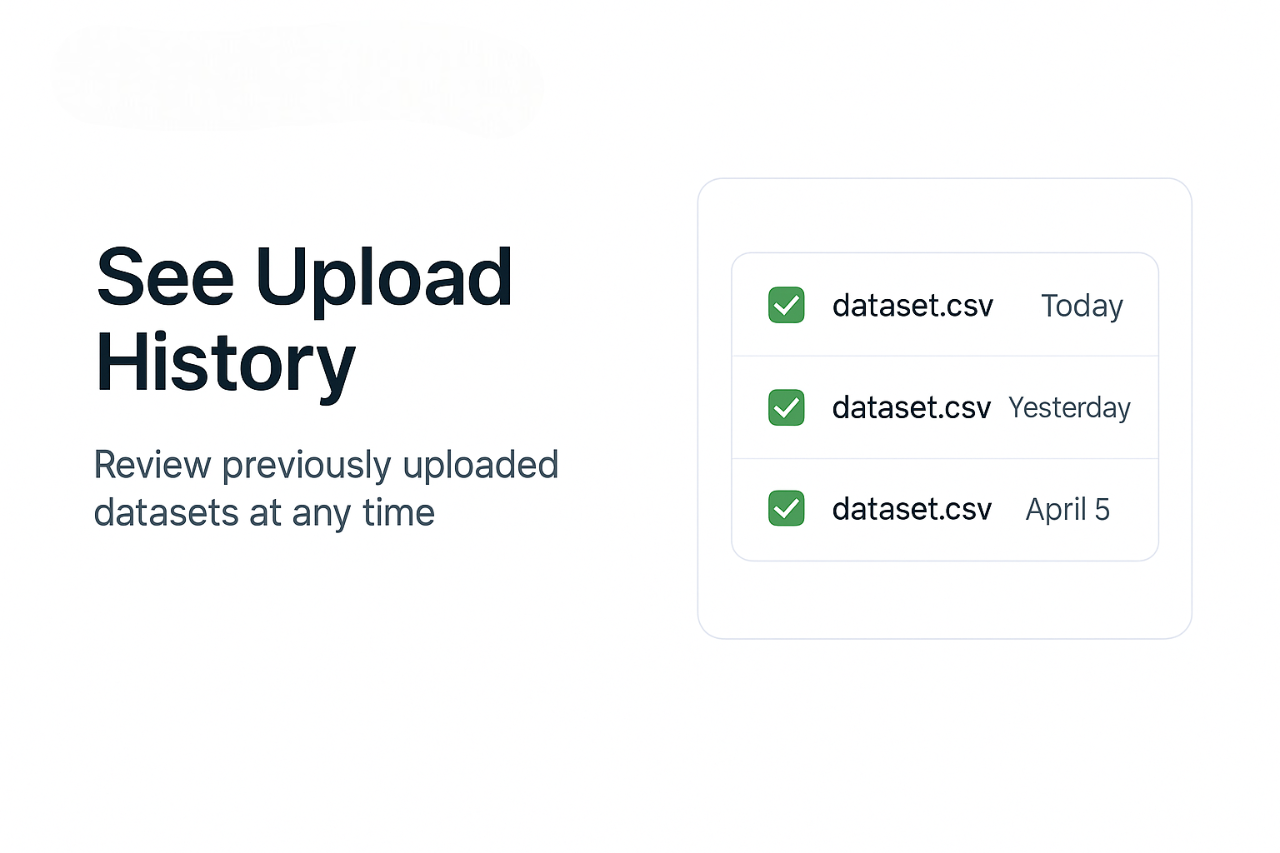 See Upload
History
Review previously uploaded
datasets at any time
dataset.csv Today
dataset.csv Yesterday
dataset.csv April 5